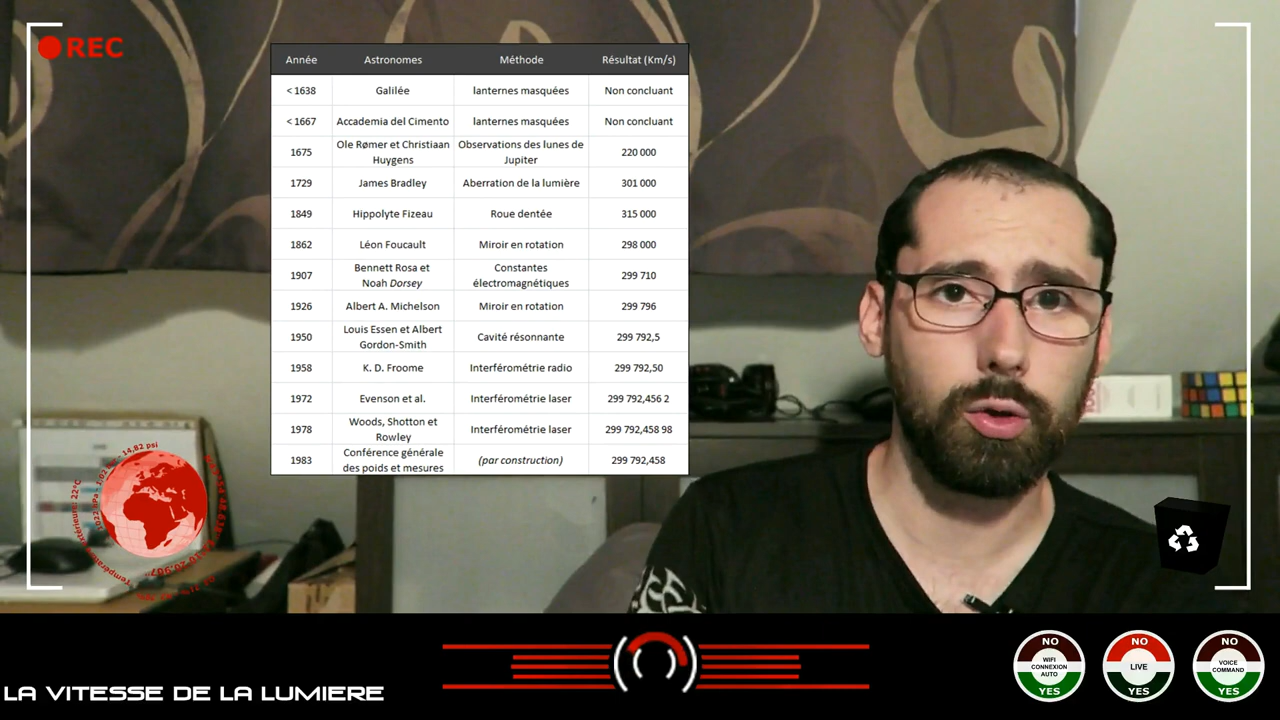 REC
Année Astronomes Méthode Résultat (Km/s)
< 1638 Galilée lanternes masquées Non concluant
< 1667 Accademia del Cimento lanternes masquées Non concluant
1675 Ole Rømer et Christiaan Huygens Observations des lunes de Jupiter 220 000
1729 James Bradley Aberration de la lumière 301 000
1849 Hippolyte Fizeau Roue dentée 315 000
1862 Léon Foucault Miroir en rotation 298 000
1907 Bennett Rosa et Noah Dorsey Constantes électromagnétiques 299 710
1926 Albert A. Michelson Miroir en rotation 299 796
1950 Louis Essen et Albert Gordon-Smith Cavité résonnante 299 792,5
1958 K. D. Froome Interférométrie radio 299 792,50
1972 Evenson et al. Interférométrie laser 299 792,456 2
1978 Woods, Shotton et Rowley Interférométrie laser 299 792,458 98
1983 Conférence générale des poids et mesures (par construction) 299 792,458
14,82 psi
22°C
LA VITESSE DE LA LUMIERE
NO
WIFI
CONNEXION
AUTO
YES
NO
LIVE
YES
NO
VOICE
COMMAND
YES